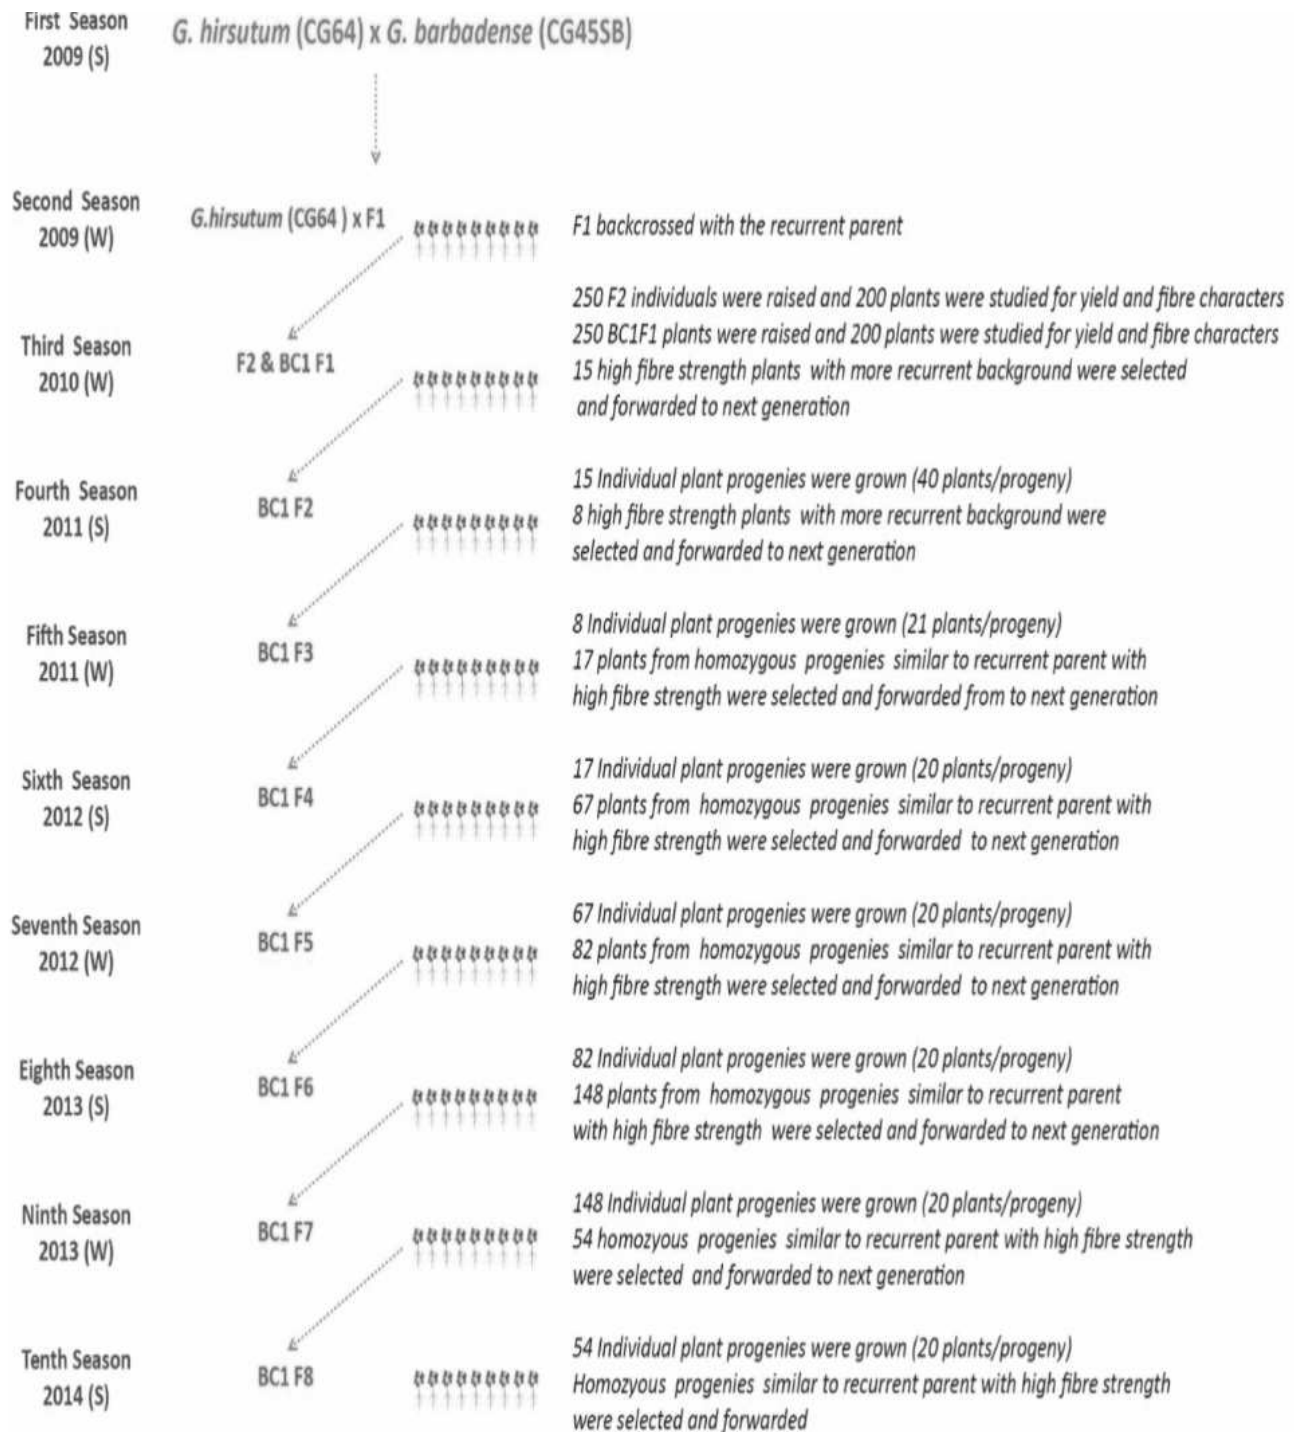 First Season
2009 (S)
G. hirsutum (CG64) x G. barbadense (CG45SB)
Second Season
2009 (W)
G.hirsutum (CG64 ) x F1
F1 backcrossed with the recurrent parent
Third Season
2010 (W)
F2 & BC1 F1
250 F2 individuals were raised and 200 plants were studied for yield and fibre characters
250 BC1F1 plants were raised and 200 plants were studied for yield and fibre characters
15 high fibre strength plants with more recurrent background were selected
and forwarded to next generation
Fourth Season
2011 (S)
BC1 F2
15 Individual plant progenies were grown (40 plants/progeny)
8 high fibre strength plants with more recurrent background were
selected and forwarded to next generation
Fifth Season
2011 (W)
BC1 F3
8 Individual plant progenies were grown (21 plants/progeny)
17 plants from homozygous progenies similar to recurrent parent with
high fibre strength were selected and forwarded from to next generation
Sixth Season
2012 (S)
BC1 F4
17 Individual plant progenies were grown (20 plants/progeny)
67 plants from homozygous progenies similar to recurrent parent with
high fibre strength were selected and forwarded to next generation
Seventh Season
2012 (W)
BC1 F5
67 Individual plant progenies were grown (20 plants/progeny)
82 plants from homozygous progenies similar to recurrent parent with
high fibre strength were selected and forwarded to next generation
Eighth Season
2013 (S)
BC1 F6
82 Individual plant progenies were grown (20 plants/progeny)
148 plants from homozygous progenies similar to recurrent parent
with high fibre strength were selected and forwarded to next generation
Ninth Season
2013 (W)
BC1 F7
148 Individual plant progenies were grown (20 plants/progeny)
54 homozyous progenies similar to recurrent parent with high fibre strength
were selected and forwarded to next generation
Tenth Season
2014 (S)
BC1 F8
54 Individual plant progenies were grown (20 plants/progeny)
Homozyous progenies similar to recurrent parent with high fibre strength
were selected and forwarded